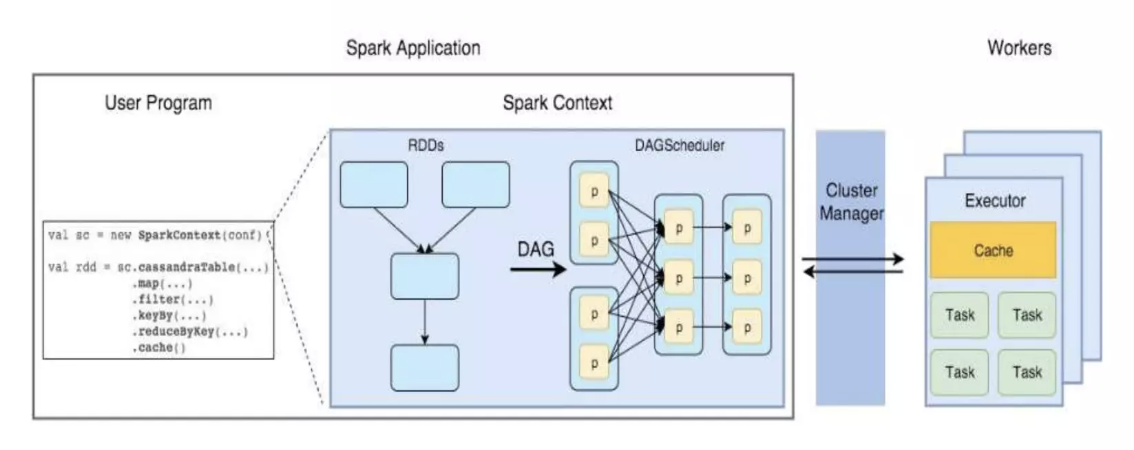 Spark Application
Workers
User Program
Spark Context
val sc = new SparkContext(conf)
val rdd = sc.cassandraTable(...)
.map(...)
.filter(...)
.keyBy(...)
.reduceByKey(...)
.cache()
RDDs
DAG
DAGScheduler
p
p
p
p
p
p
p
p
p
p
Cluster
Manager
Executor
Cache
Task
Task
Task
Task